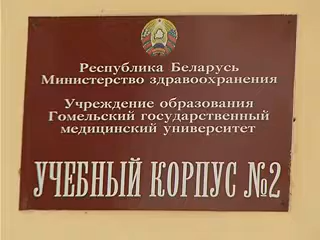 Республика Беларусь
Министерство здравоохранения
Учреждение образования
Гомельский государственный
медицинский университет
УЧЕБНЫЙ КОРПУС №2